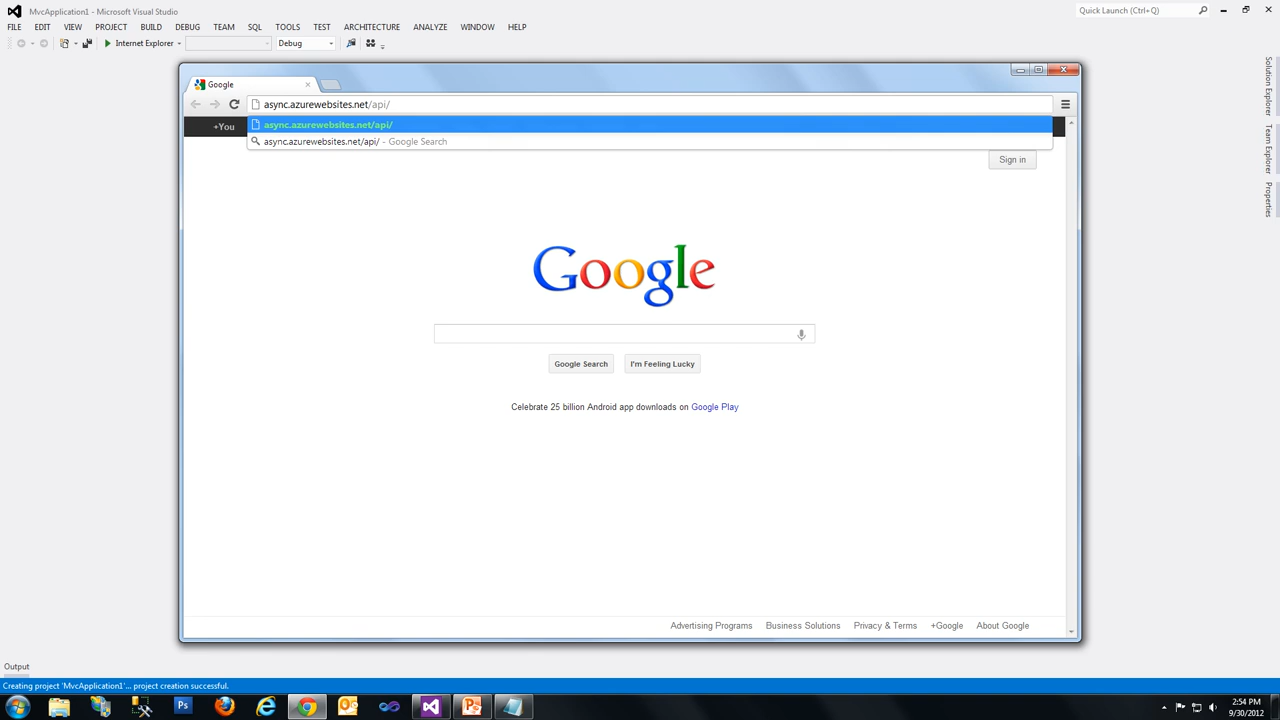 MvcApplication1 - Microsoft Visual Studio
Quick Launch (Ctrl+Q)
FILE EDIT VIEW PROJECT BUILD DEBUG TEAM SQL TOOLS TEST ARCHITECTURE ANALYZE WINDOW HELP
Internet Explorer Debug
Solution Explorer
Team Explorer
Properties
Google
async.azurewebsites.net/api/
+You
async.azurewebsites.net/api/
async.azurewebsites.net/api/ - Google Search
Sign in
Google
Google Search I'm Feeling Lucky
Celebrate 25 billion Android app downloads on Google Play
Advertising Programs Business Solutions Privacy & Terms +Google About Google
Output
Creating project 'MvcApplication1'... project creation successful.
Ps
2:54 PM
9/30/2012